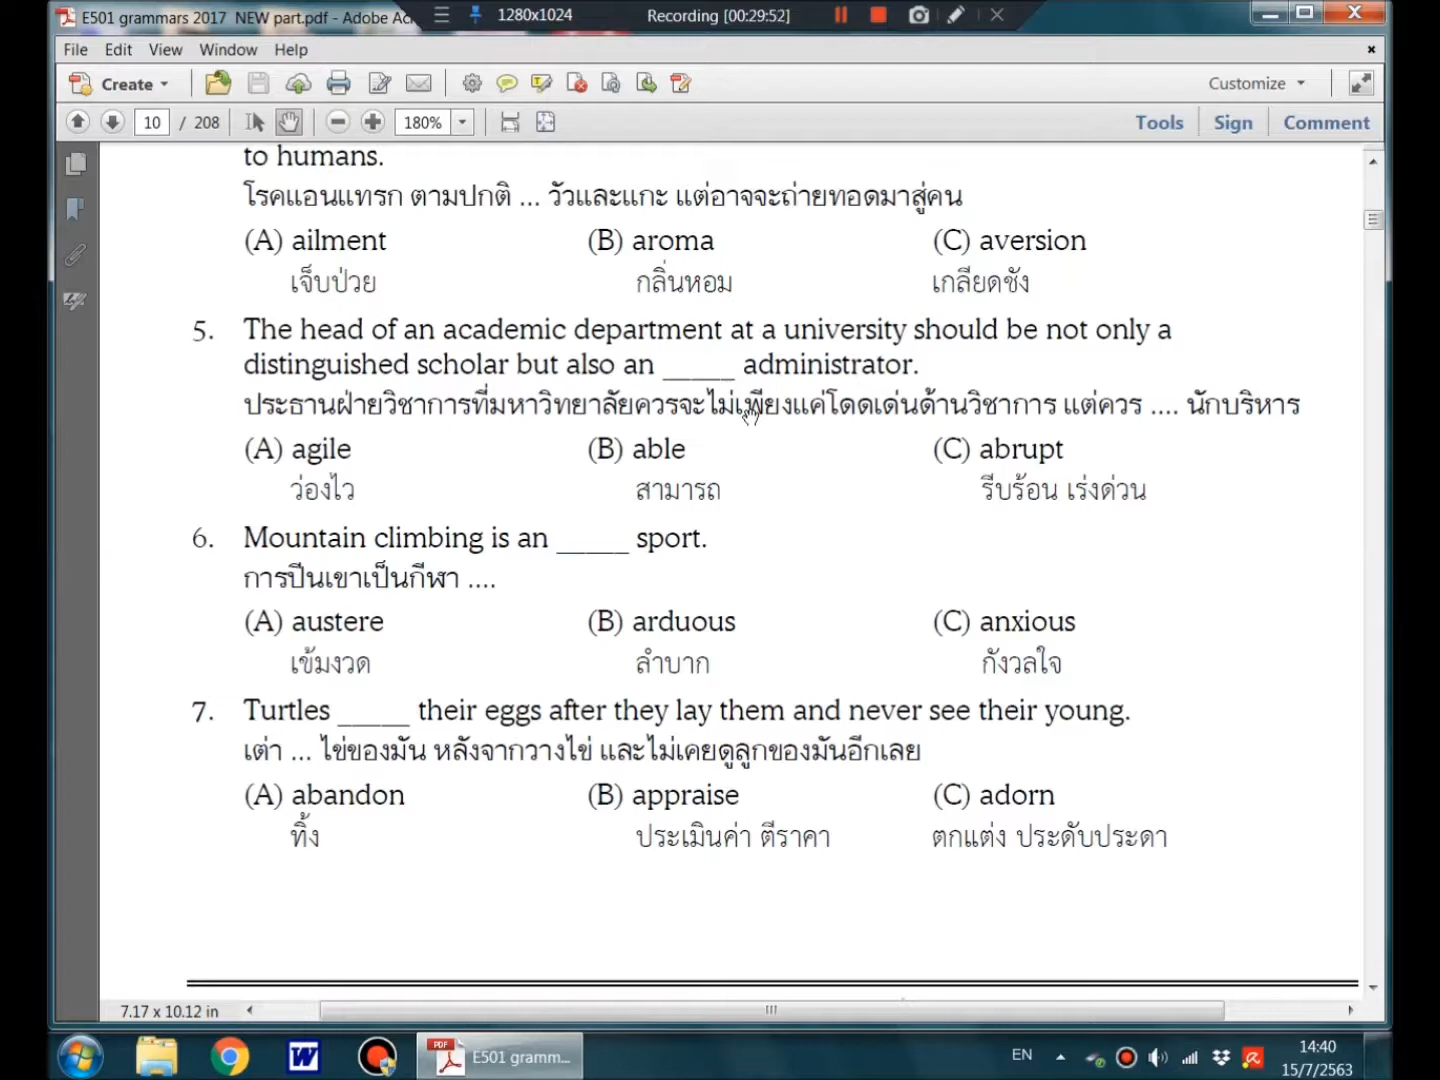 E501 grammars 2017 NEW part.pdf - Adobe Ac
1280x1024
Recording [00:29:52]
File Edit View Window Help
Create
Customize
10 / 208
180%
Tools Sign Comment
to humans.
โรคแอนแทรก ตามปกติ ... วัวและแกะ แต่อาจจะถ่ายทอดมาสู่คน
(A) ailment (B) aroma (C) aversion
เจ็บป่วย กลิ่นหอม เกลียดชัง
5. The head of an academic department at a university should be not only a
distinguished scholar but also an _____ administrator.
ประธานฝ่ายวิชาการที่มหาวิทยาลัยควรจะไม่เพียงแค่โดดเด่นด้านวิชาการ แต่ควร .... นักบริหาร
(A) agile (B) able (C) abrupt
ว่องไว สามารถ รีบร้อน เร่งด่วน
6. Mountain climbing is an _____ sport.
การปีนเขาเป็นกีฬา ....
(A) austere (B) arduous (C) anxious
เข้มงวด ลำบาก กังวลใจ
7. Turtles _____ their eggs after they lay them and never see their young.
เต่า ... ไข่ของมัน หลังจากวางไข่ และไม่เคยดูลูกของมันอีกเลย
(A) abandon (B) appraise (C) adorn
ทิ้ง ประเมินค่า ตีราคา ตกแต่ง ประดับประดา
7.17 x 10.12 in
E501 gramm...
EN
14:40
15/7/2563